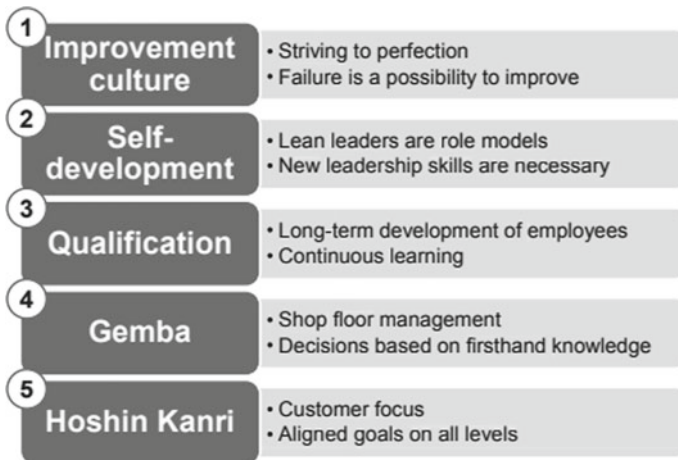 1
Improvement
culture
• Striving to perfection
• Failure is a possibility to improve
2
Self-
development
• Lean leaders are role models
• New leadership skills are necessary
3
Qualification
• Long-term development of employees
• Continuous learning
4
Gemba
• Shop floor management
• Decisions based on firsthand knowledge
5
Hoshin Kanri
• Customer focus
• Aligned goals on all levels